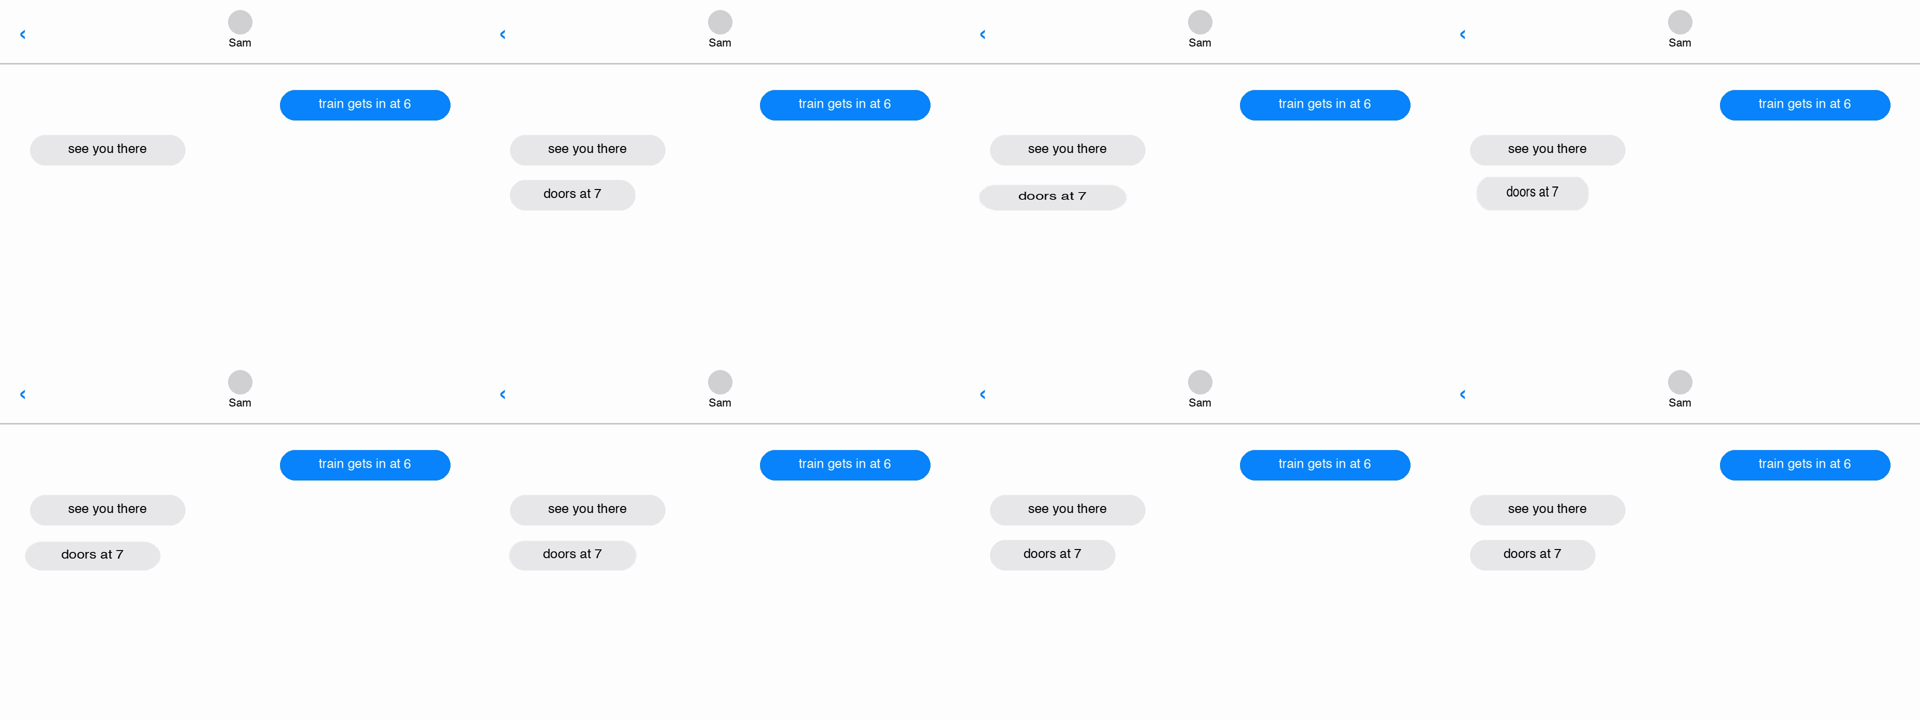 Sam
train gets in at 6
see you there
Sam
train gets in at 6
see you there
doors at 7
Sam
train gets in at 6
see you there
doors at 7
Sam
train gets in at 6
see you there
doors at 7
Sam
train gets in at 6
see you there
doors at 7
Sam
train gets in at 6
see you there
doors at 7
Sam
train gets in at 6
see you there
doors at 7
Sam
train gets in at 6
see you there
doors at 7